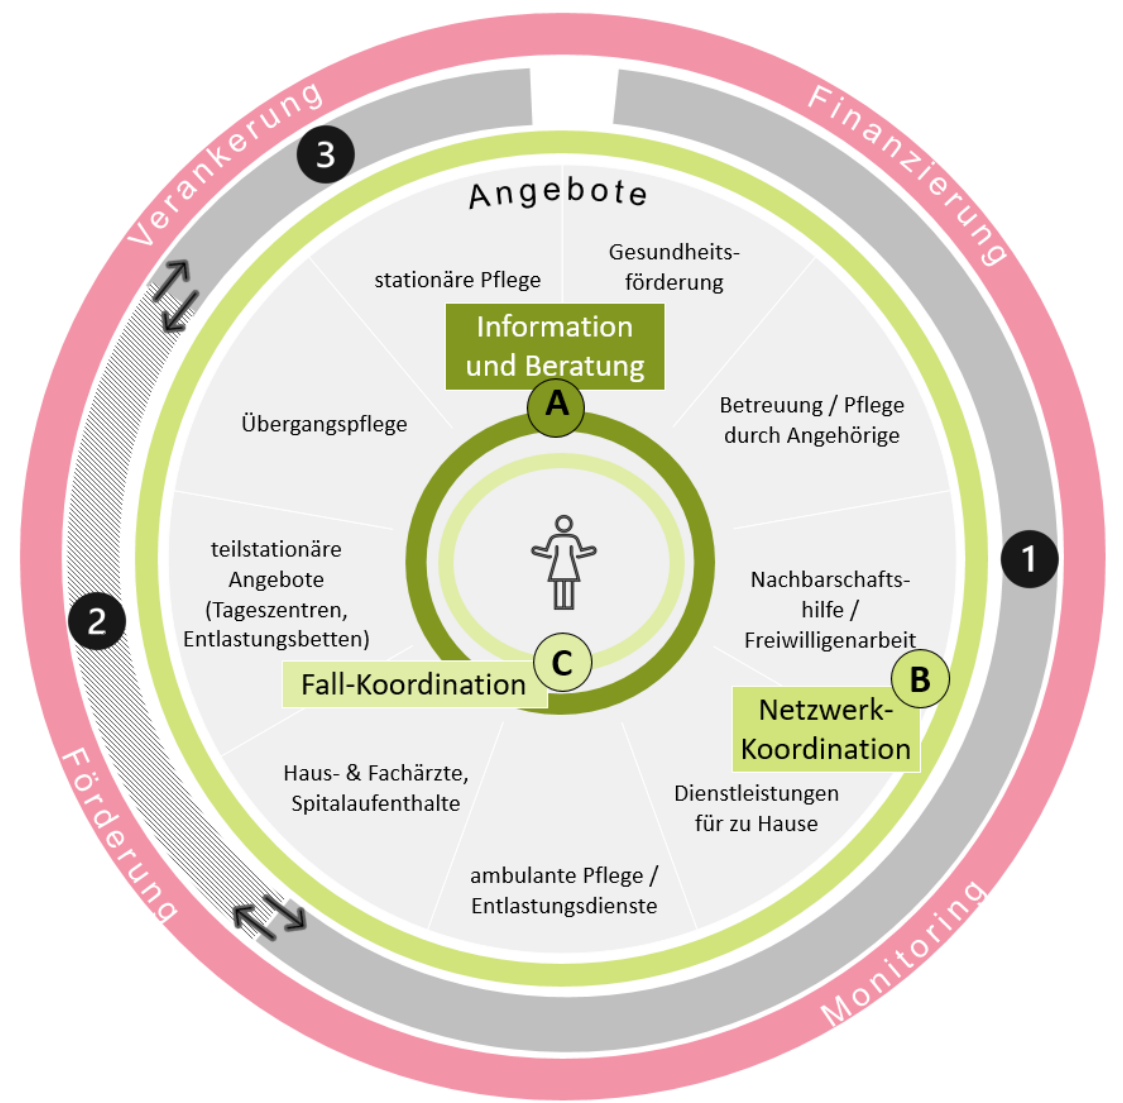 Verankerung
Finanzierung
3
Angebote
Gesundheits-
förderung
stationäre Pflege
Information
und Beratung
A
Betreuung / Pflege
durch Angehörige
Übergangspflege
1
teilstationäre
Angebote
(Tageszentren,
Entlastungsbetten)
Nachbarschafts-
hilfe /
Freiwilligenarbeit
2
C
Fall-Koordination
B
Netzwerk-
Koordination
Haus- & Fachärzte,
Spitalaufenthalte
Dienstleistungen
für zu Hause
ambulante Pflege /
Entlastungsdienste
Förderung
Monitoring